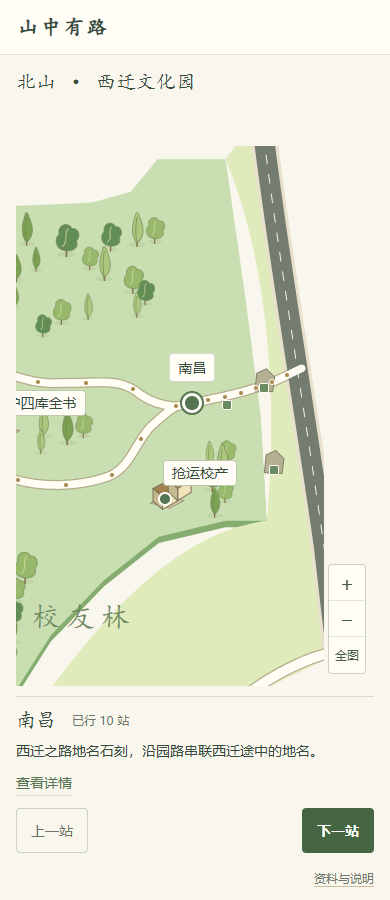 山中有路
北山 • 西迁文化园
南昌
四库全书
抢运校产
校友林
+
−
全图
南昌 已行 10 站
西迁之路地名石刻，沿园路串联西迁途中的地名。
查看详情
上一站
下一站
资料与说明